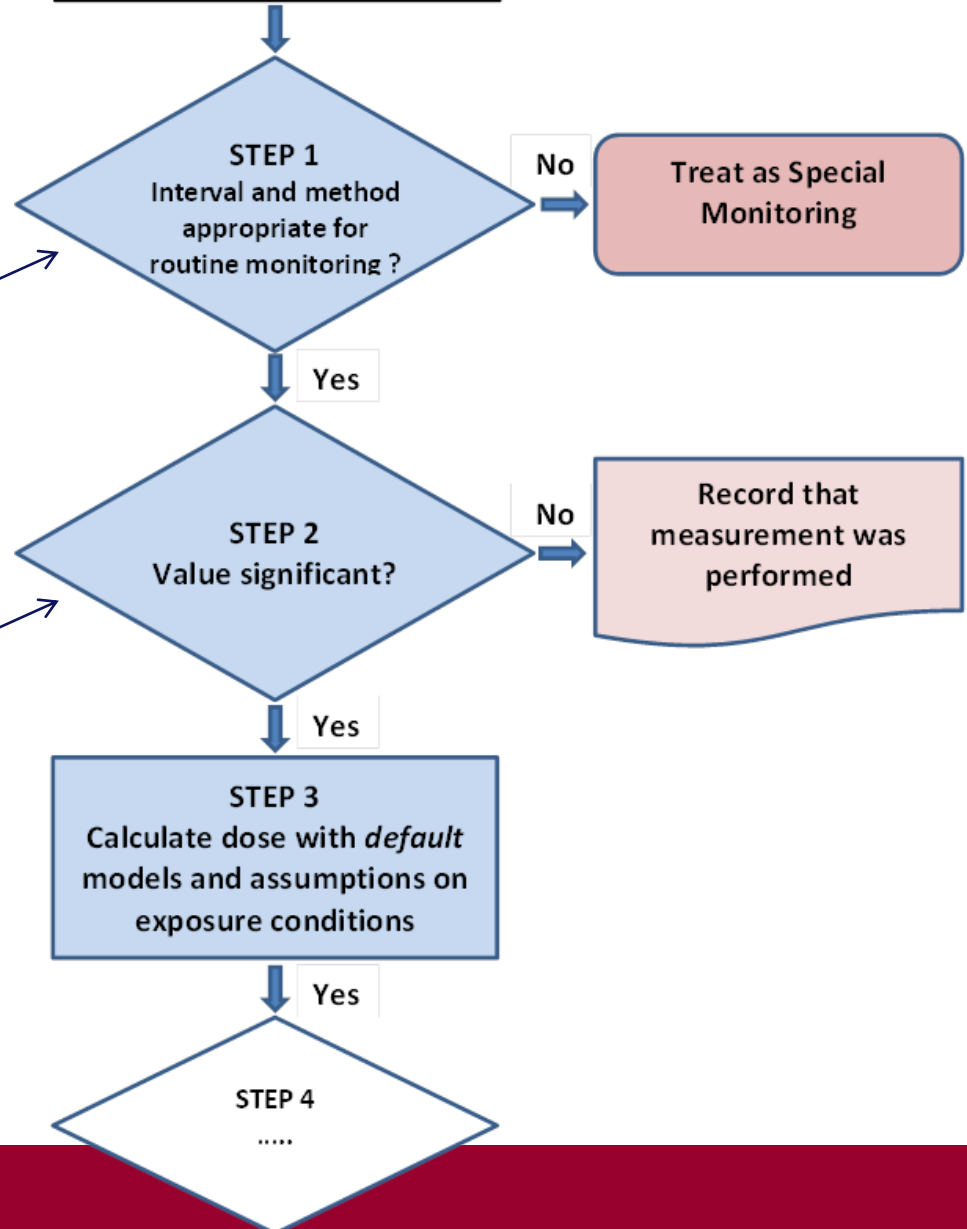 STEP 1
Interval and method
appropriate for
routine monitoring ?
No
Treat as Special
Monitoring
Yes
STEP 2
Value significant?
No
Record that
measurement was
performed
Yes
STEP 3
Calculate dose with default
models and assumptions on
exposure conditions
Yes
STEP 4
.....